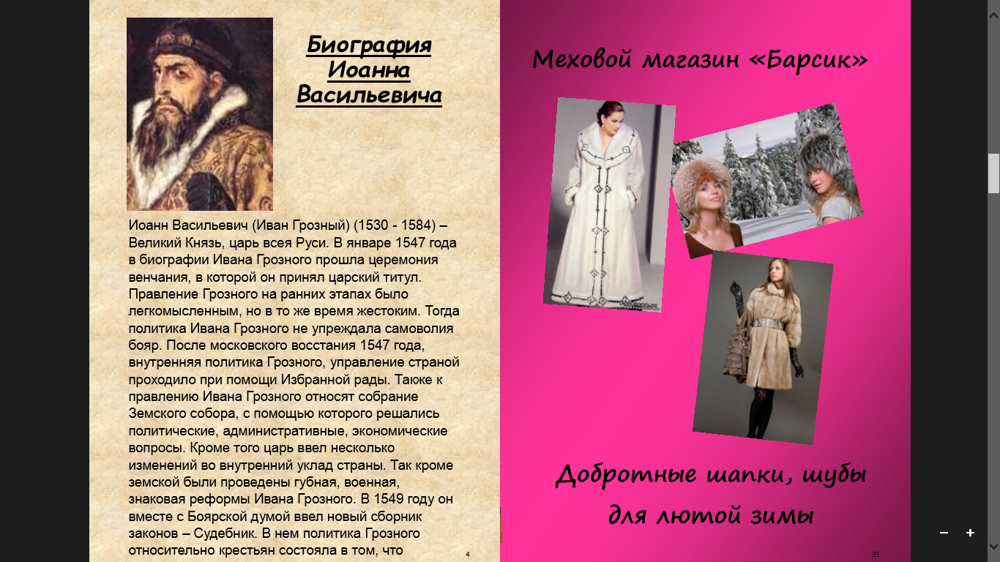 Биография
Иоанна
Васильевича
Иоанн Васильевич (Иван Грозный) (1530 - 1584) –
Великий Князь, царь всея Руси. В январе 1547 года
в биографии Ивана Грозного прошла церемония
венчания, в которой он принял царский титул.
Правление Грозного на ранних этапах было
легкомысленным, но в то же время жестоким. Тогда
политика Ивана Грозного не упреждала самоволия
бояр. После московского восстания 1547 года,
внутренняя политика Грозного, управление страной
проходило при помощи Избранной рады. Также к
правлению Ивана Грозного относят собрание
Земского собора, с помощью которого решались
политические, административные, экономические
вопросы. Кроме того царь ввел несколько
изменений во внутренний уклад страны. Так кроме
земской были проведены губная, военная,
знаковая реформы Ивана Грозного. В 1549 году он
вместе с Боярской думой ввел новый сборник
законов – Судебник. В нем политика Грозного
относительно крестьян состояла в том, что
4
Меховой магазин «Барсик»
Добротные шапки, шубы
для лютой зимы
21